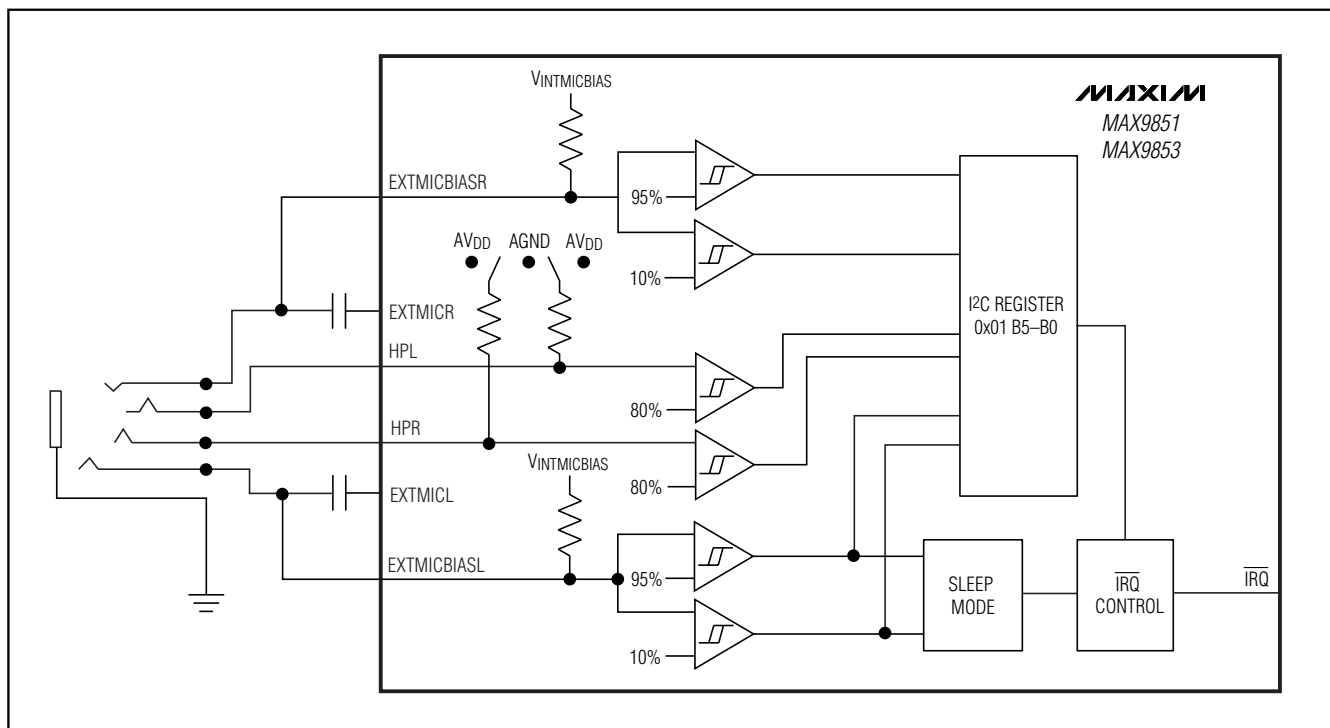 VINTMICBIAS
MAXIM
MAX9851
MAX9853
EXTMICBIASR
95%
AVDD AGND AVDD
10%
I2C REGISTER
0x01 B5–B0
EXTMICR
HPL
80%
HPR
VINTMICBIAS
80%
EXTMICL
EXTMICBIASL
95%
SLEEP
MODE
IRQ
CONTROL
IRQ
10%